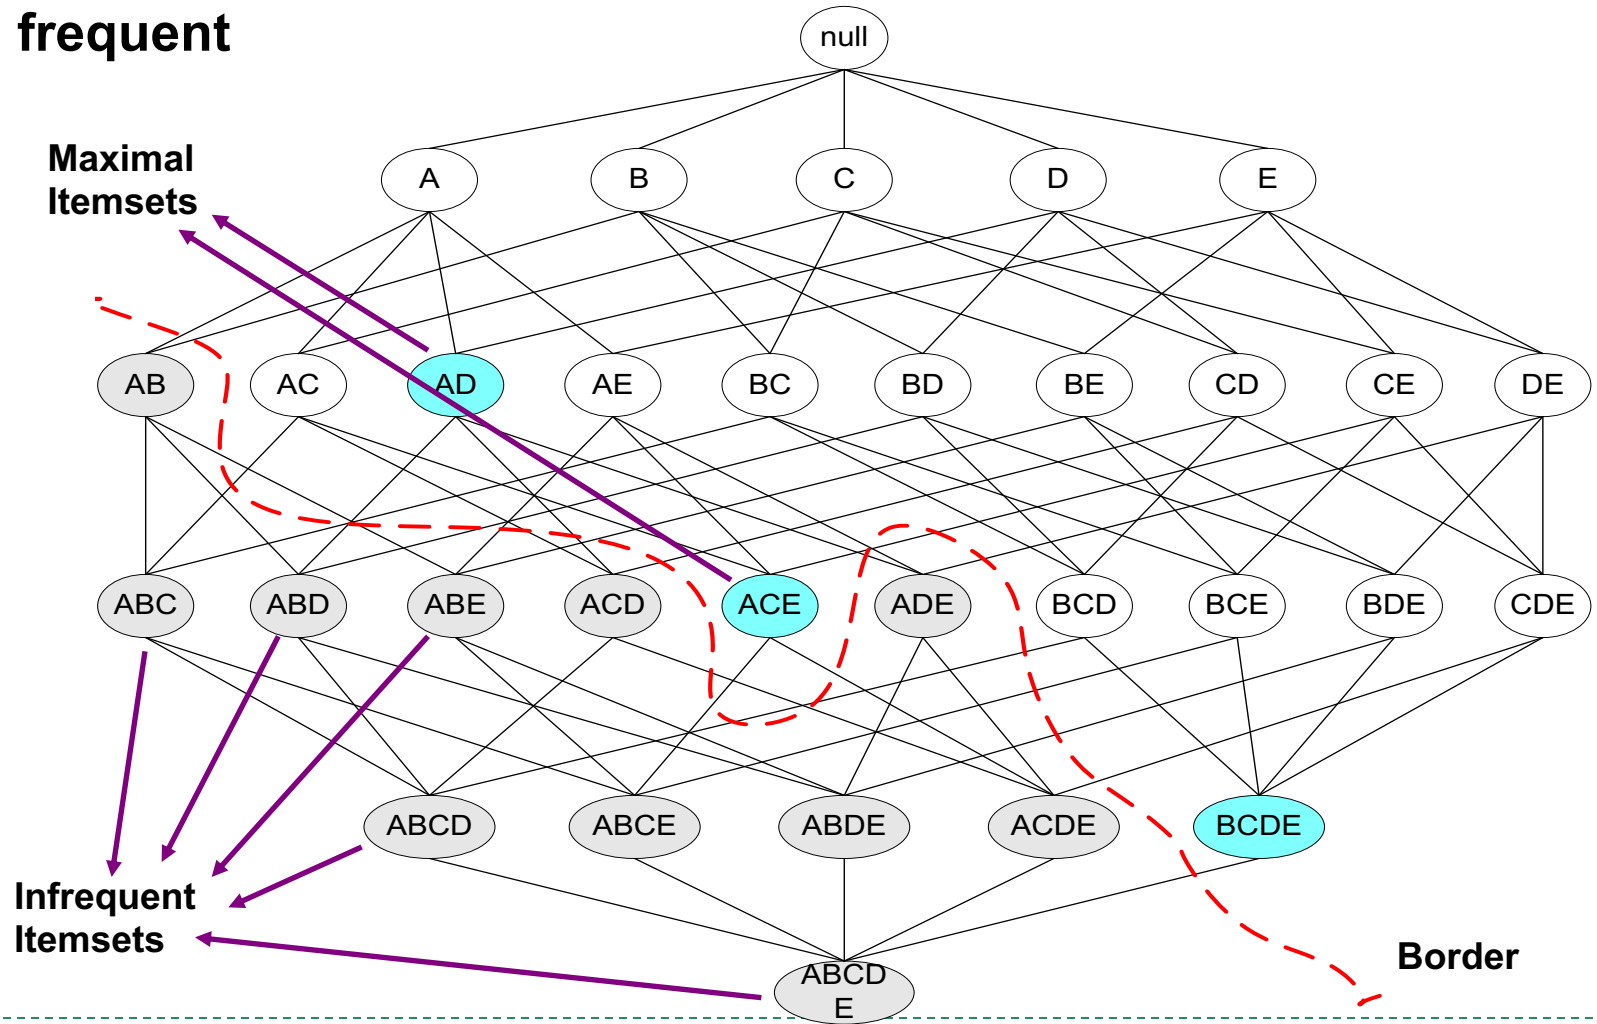 frequent
null
Maximal
Itemsets
A
B
C
D
E
AB
AC
AD
AE
BC
BD
BE
CD
CE
DE
ABC
ABD
ABE
ACD
ACE
ADE
BCD
BCE
BDE
CDE
ABCD
ABCE
ABDE
ACDE
BCDE
Infrequent
Itemsets
Border
ABCD
E